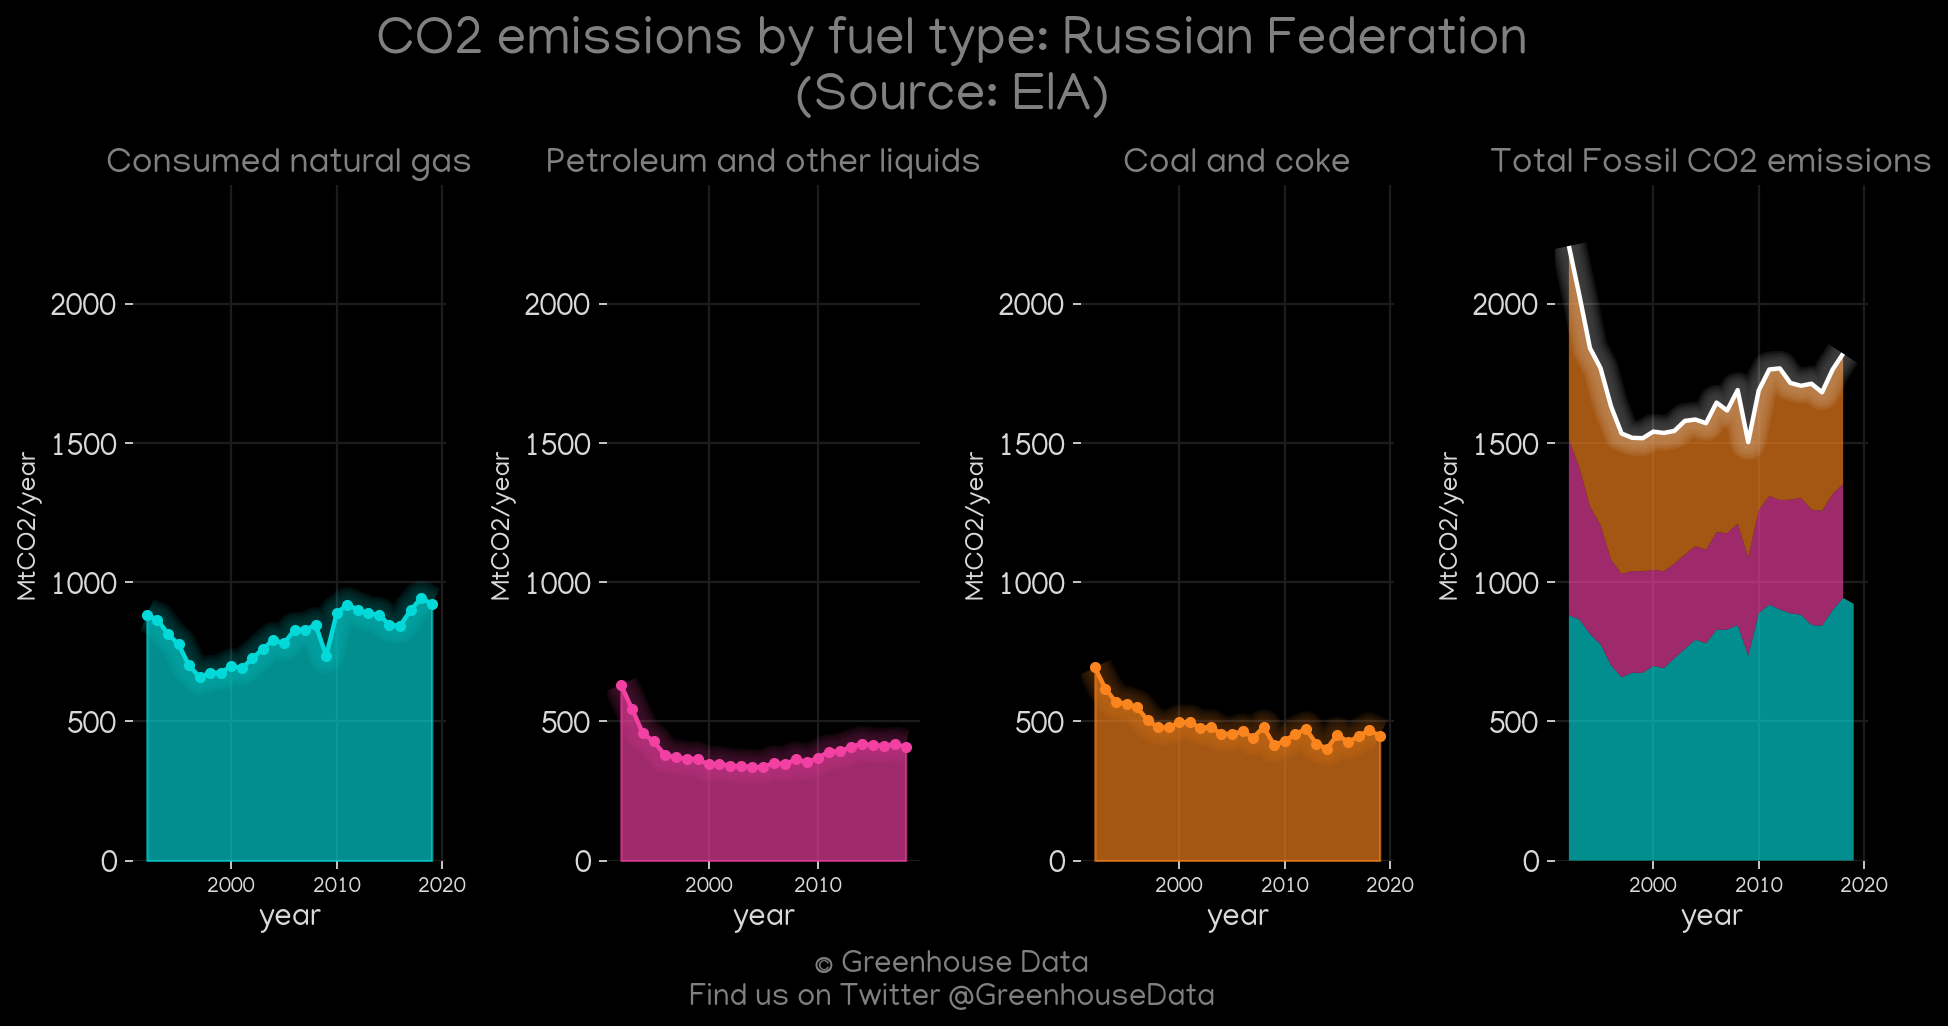 CO2 emissions by fuel type: Russian Federation
(Source: EIA)
Consumed natural gas
MtCO2/year
2000
1500
1000
500
0
2000 2010 2020
year
Petroleum and other liquids
MtCO2/year
2000
1500
1000
500
0
2000 2010
year
Coal and coke
MtCO2/year
2000
1500
1000
500
0
2000 2010 2020
year
Total Fossil CO2 emissions
MtCO2/year
2000
1500
1000
500
0
2000 2010 2020
year
© Greenhouse Data
Find us on Twitter @GreenhouseData